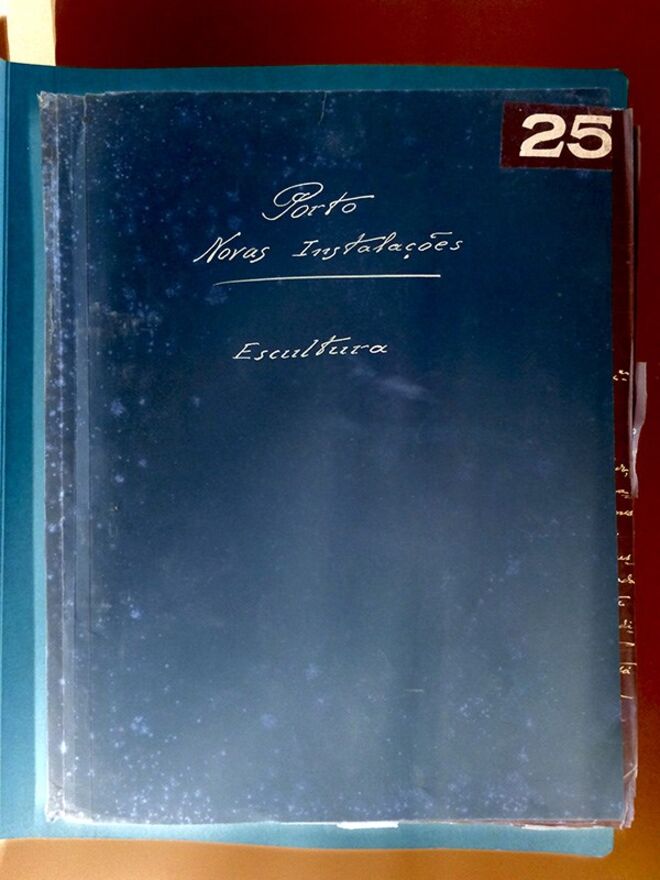 25
Porto
Novas Instalações
Escultura